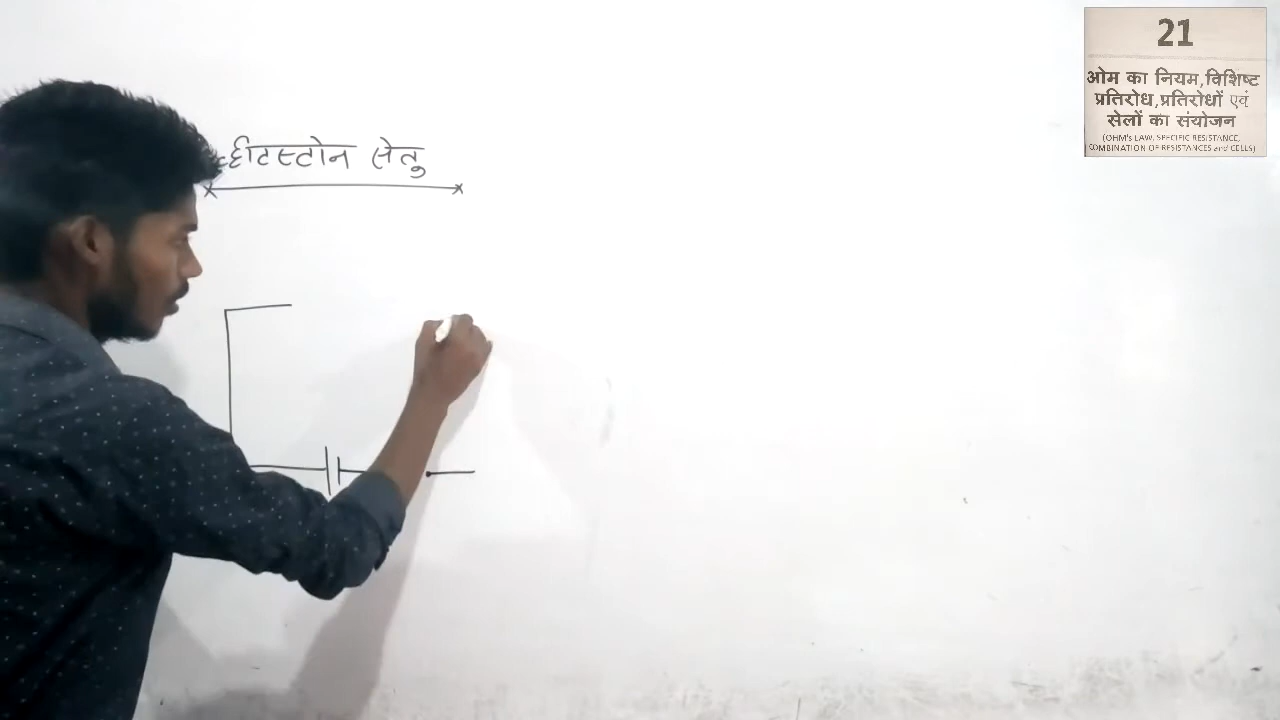 व्हीटस्टोन सेतु
21
ओम का नियम,विशिष्ट
प्रतिरोध,प्रतिरोधों एवं
सेलों का संयोजन
(OHM's LAW, SPECIFIC RESISTANCE,
COMBINATION OF RESISTANCES and CELLS)